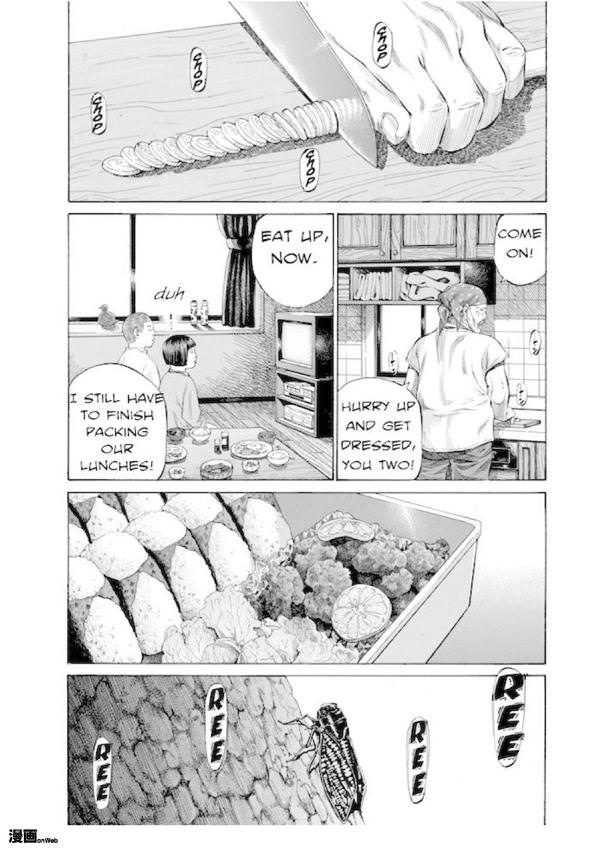 CHOP
CHOP
CHOP
CHOP
COME
ON!
HURRY UP
AND GET
DRESSED,
YOU TWO!
EAT UP,
NOW.
duh
I STILL HAVE
TO FINISH
PACKING
OUR
LUNCHES!
REE
REE
REE
REE
漫画onWeb